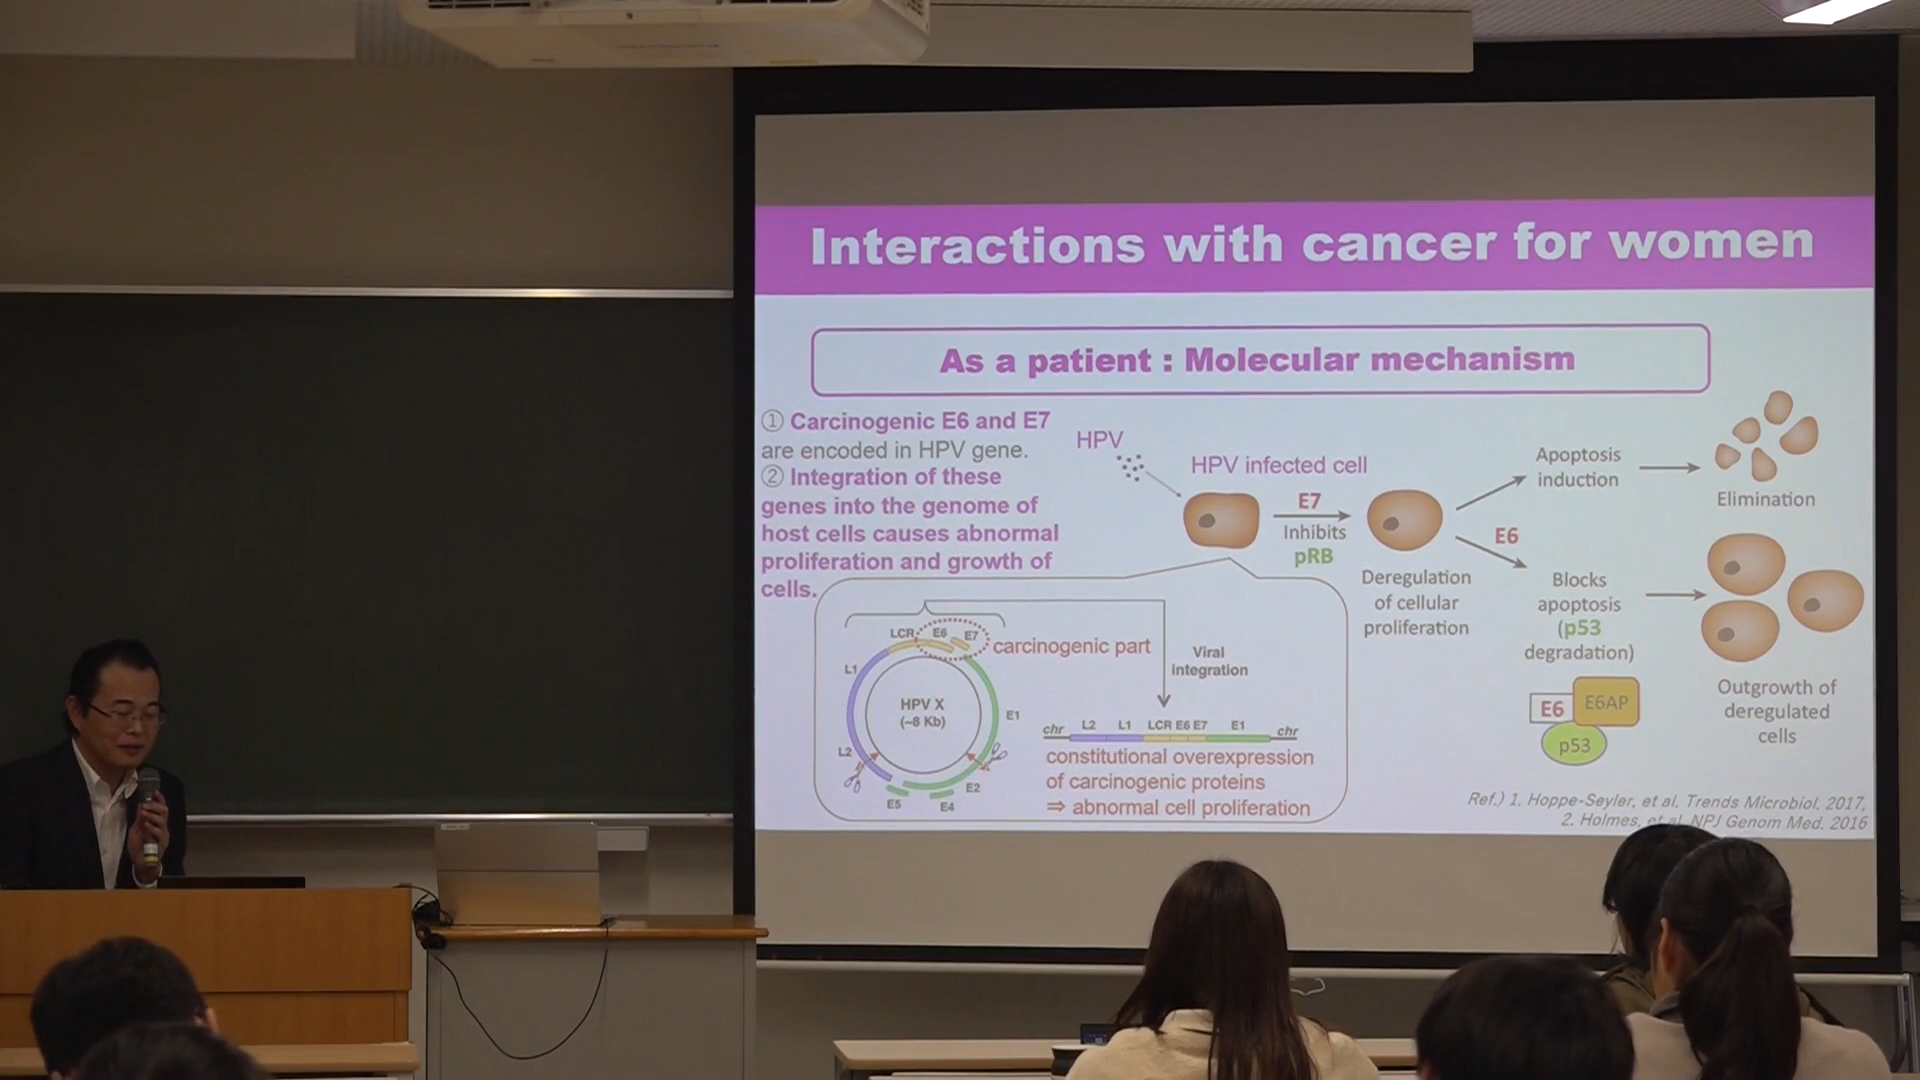 Interactions with cancer for women
As a patient : Molecular mechanism
① Carcinogenic E6 and E7
are encoded in HPV gene.
② Integration of these
genes into the genome of
host cells causes abnormal
proliferation and growth of
cells.
HPV
HPV infected cell
E7
Inhibits
pRB
Deregulation
of cellular
proliferation
Apoptosis
induction
Elimination
E6
Blocks
apoptosis
(p53
degradation)
E6
E6AP
p53
Outgrowth of
deregulated
cells
LCR
E6
E7
carcinogenic part
L1
HPV X
(~8 Kb)
E1
L2
E2
E5
E4
Viral
integration
chr
L2
L1
LCR E6 E7
E1
chr
constitutional overexpression
of carcinogenic proteins
⇒ abnormal cell proliferation
Ref.) 1. Hoppe-Seyler, et al. Trends Microbiol. 2017,
2. Holmes, et al. NPJ Genom Med. 2016